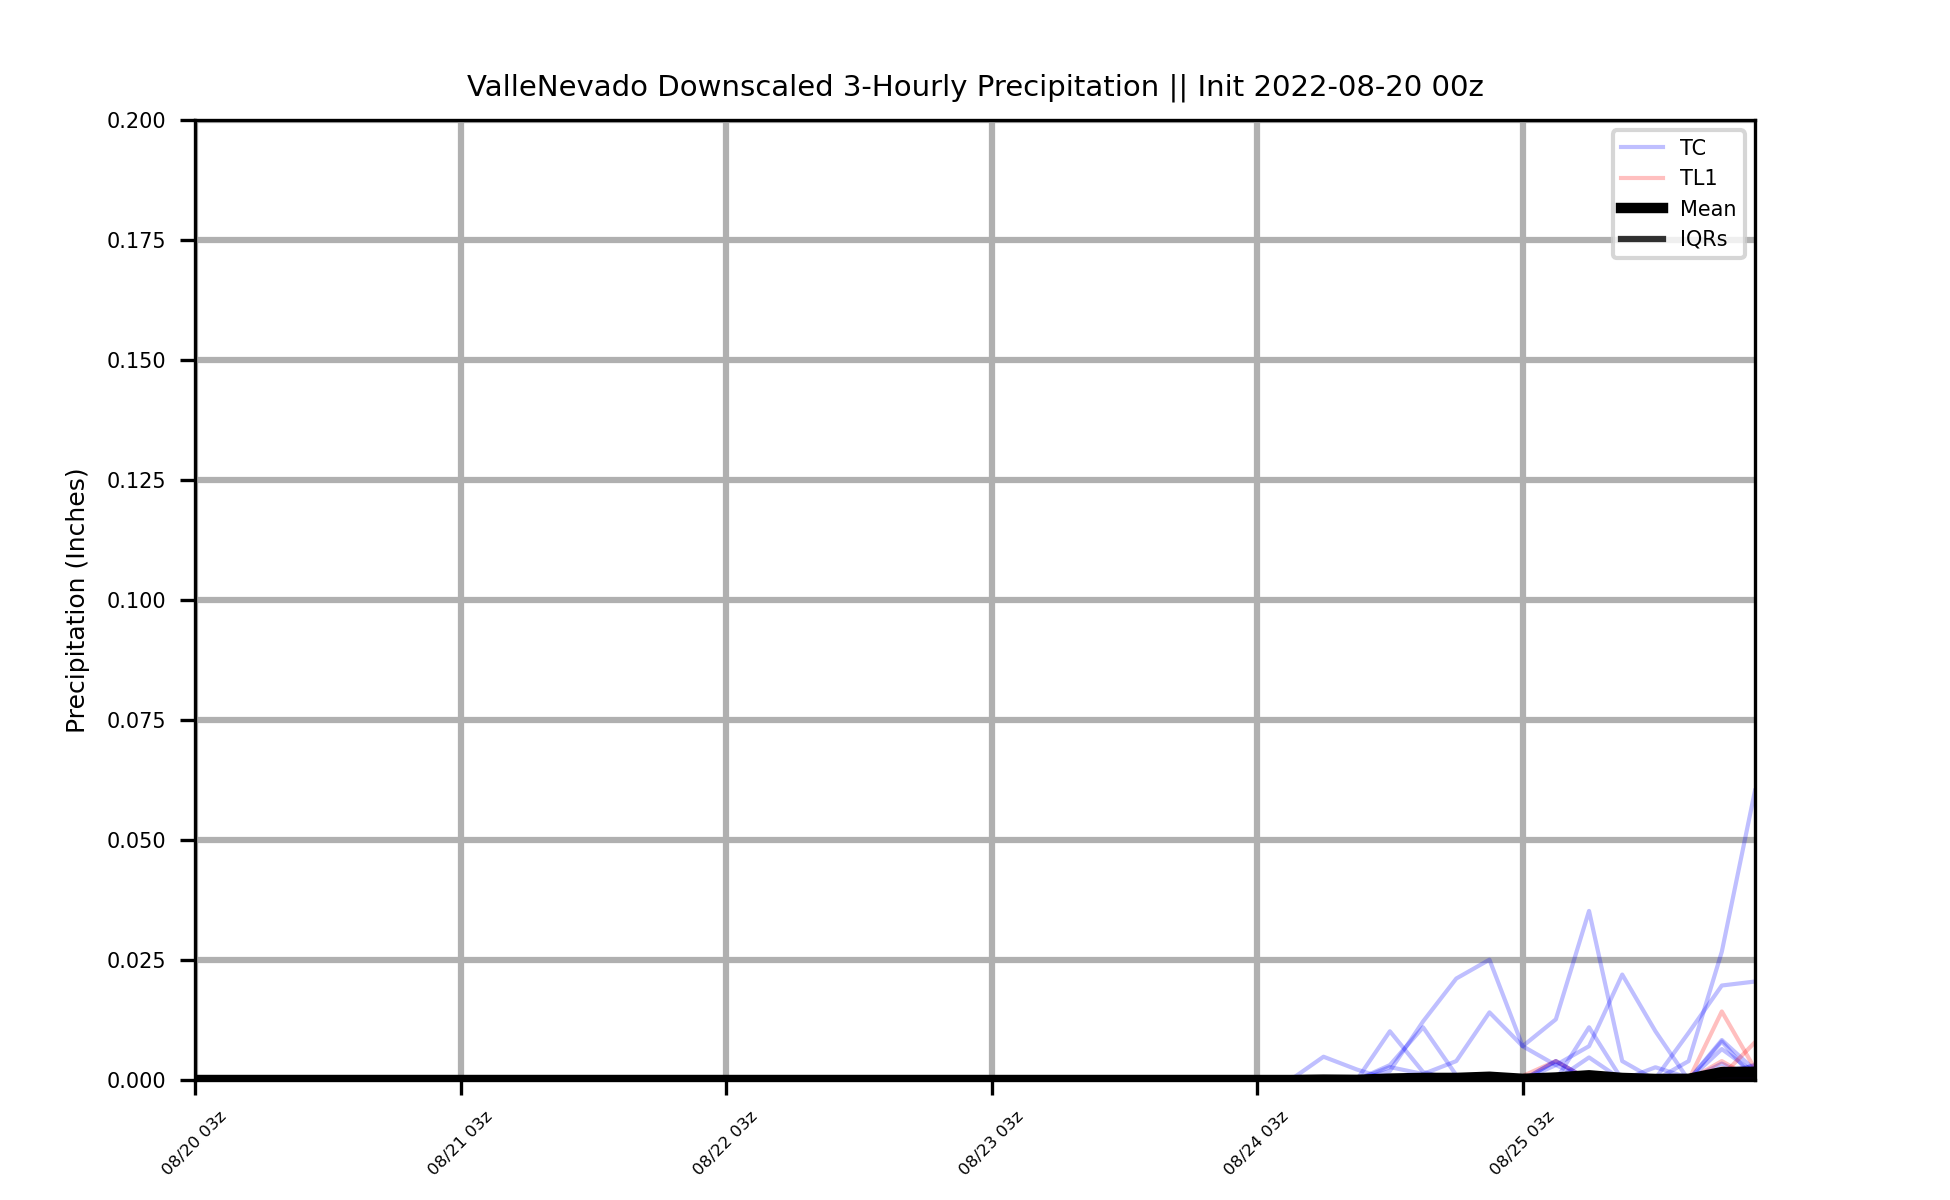 ValleNevado Downscaled 3-Hourly Precipitation || Init 2022-08-20 00z
TC
TL1
Mean
IQRs
Precipitation (Inches)
0.200
0.175
0.150
0.125
0.100
0.075
0.050
0.025
0.000
08/20 03z
08/21 03z
08/22 03z
08/23 03z
08/24 03z
08/25 03z